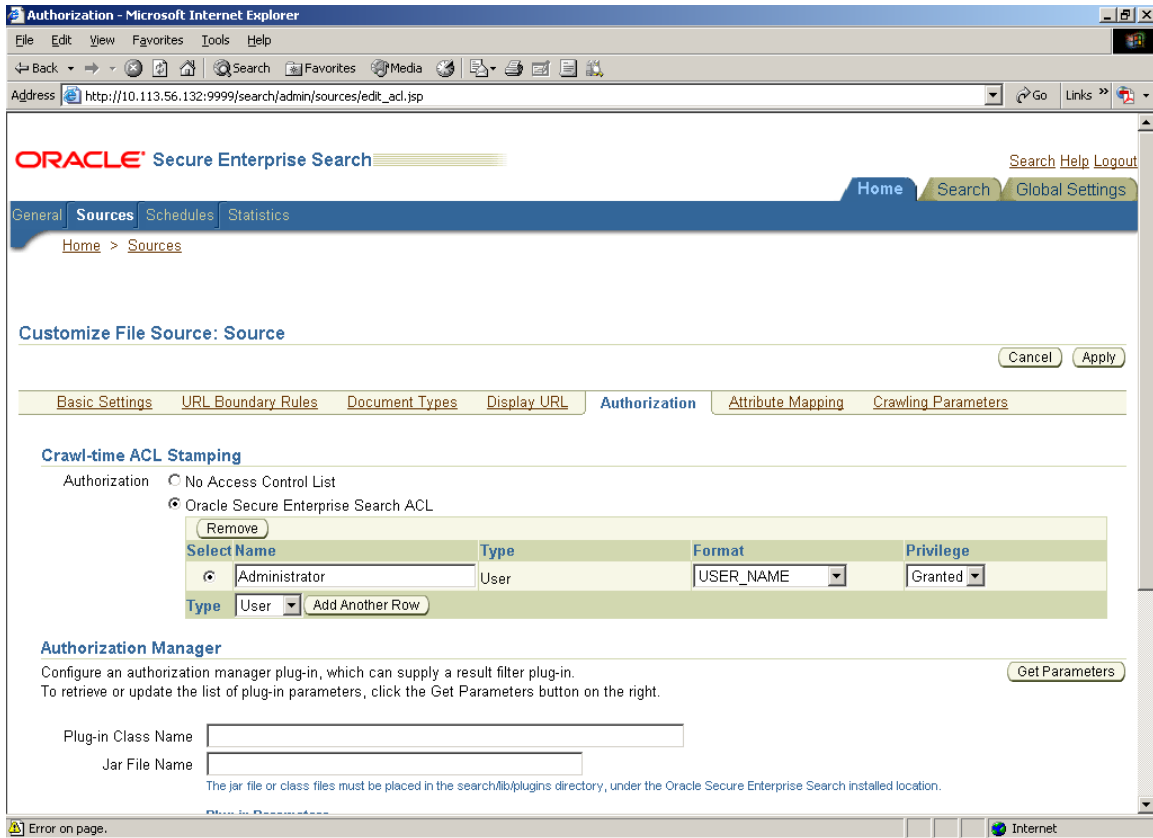 Authorization - Microsoft Internet Explorer
File Edit View Favorites Tools Help
Back Search Favorites Media
Address http://10.113.56.132:9999/search/admin/sources/edit_acl.jsp Go Links »
ORACLE Secure Enterprise Search
Search Help Logout
Home Search Global Settings
General Sources Schedules Statistics
Home > Sources
Customize File Source: Source
Cancel Apply
Basic Settings URL Boundary Rules Document Types Display URL Authorization Attribute Mapping Crawling Parameters
Crawl-time ACL Stamping
Authorization No Access Control List
Oracle Secure Enterprise Search ACL
Remove
Select Name Type Format Privilege
Administrator User USER_NAME Granted
Type User Add Another Row
Authorization Manager
Configure an authorization manager plug-in, which can supply a result filter plug-in.
Get Parameters
To retrieve or update the list of plug-in parameters, click the Get Parameters button on the right.
Plug-in Class Name
Jar File Name
The jar file or class files must be placed in the search/lib/plugins directory, under the Oracle Secure Enterprise Search installed location.
Error on page. Internet